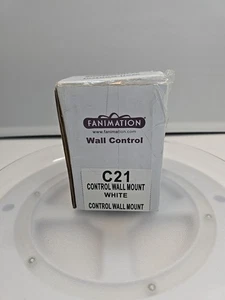 FANIMATION
www.fanimation.com
Wall Control
C21
CONTROL WALL MOUNT
WHITE
CONTROL WALL MOUNT